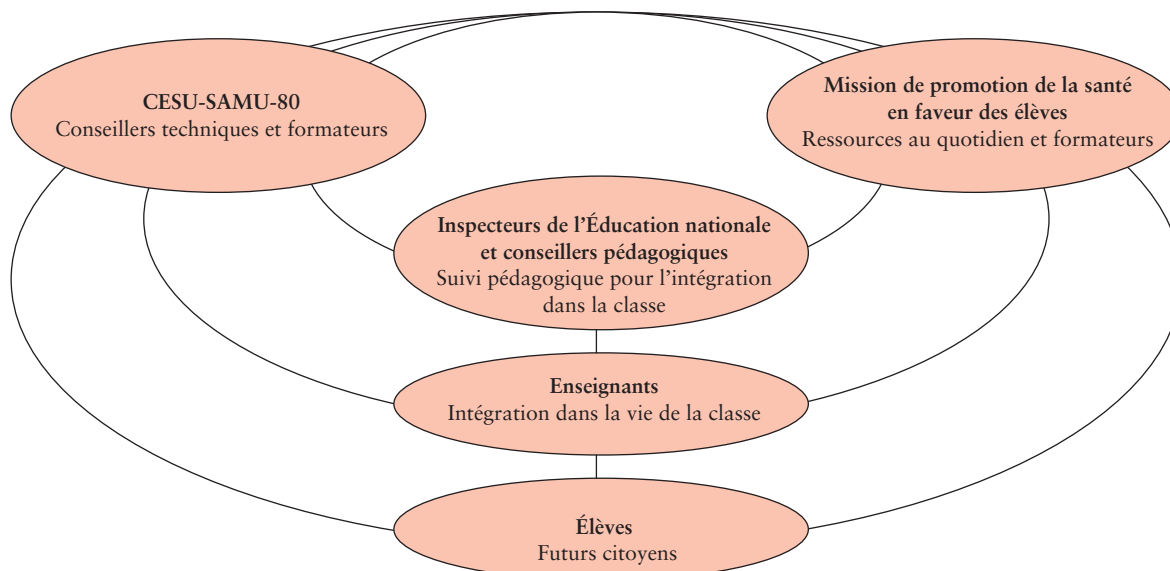 CESU-SAMU-80
Conseillers techniques et formateurs
Mission de promotion de la santé
en faveur des élèves
Ressources au quotidien et formateurs
Inspecteurs de l’Éducation nationale
et conseillers pédagogiques
Suivi pédagogique pour l’intégration
dans la classe
Enseignants
Intégration dans la vie de la classe
Élèves
Futurs citoyens